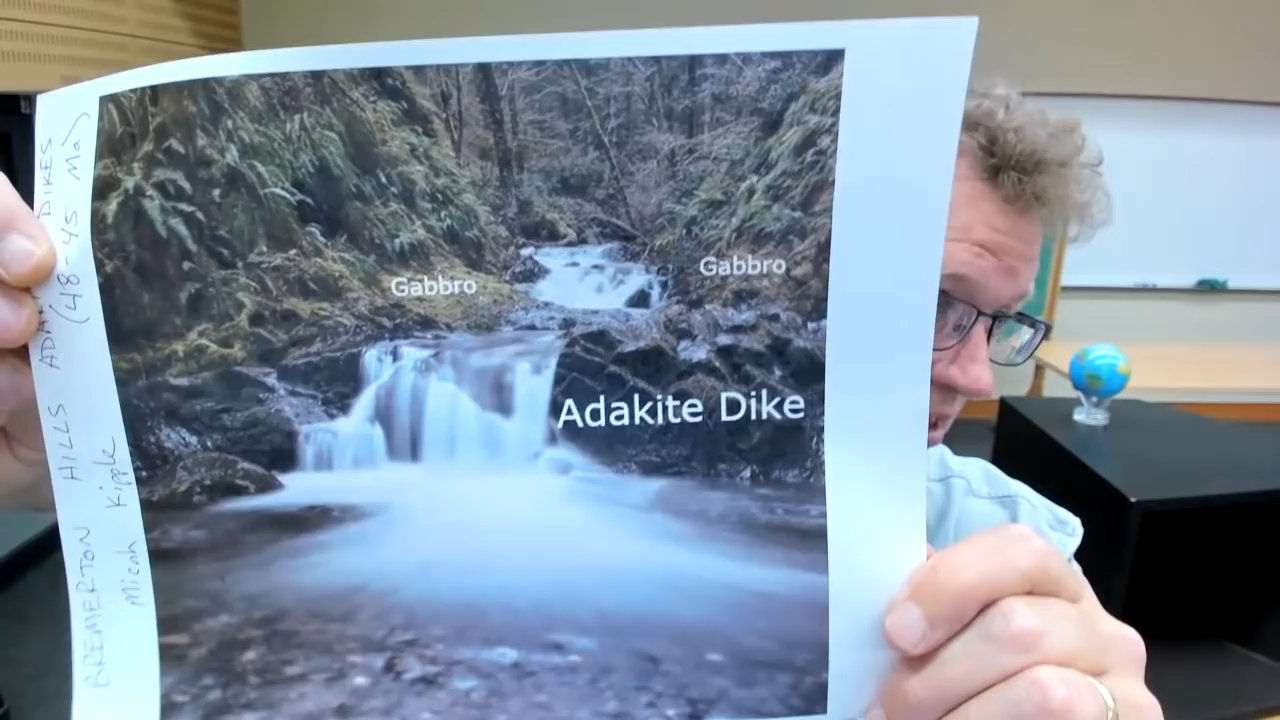 BREMERTON HILLS ADAKITE DIKES
(48-45 Ma)
Micah Kipple
Gabbro
Gabbro
Adakite Dike